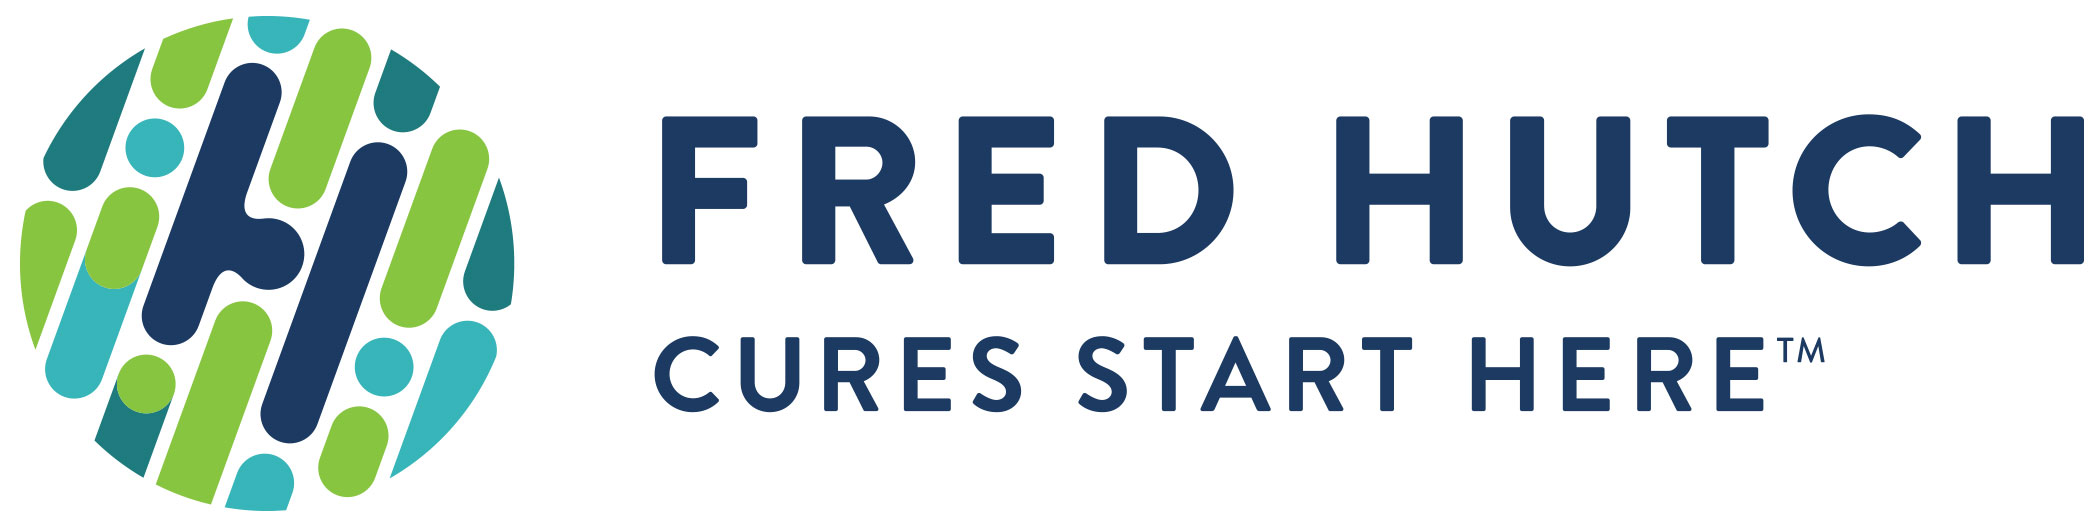 FRED HUTCH
CURES START HERE™